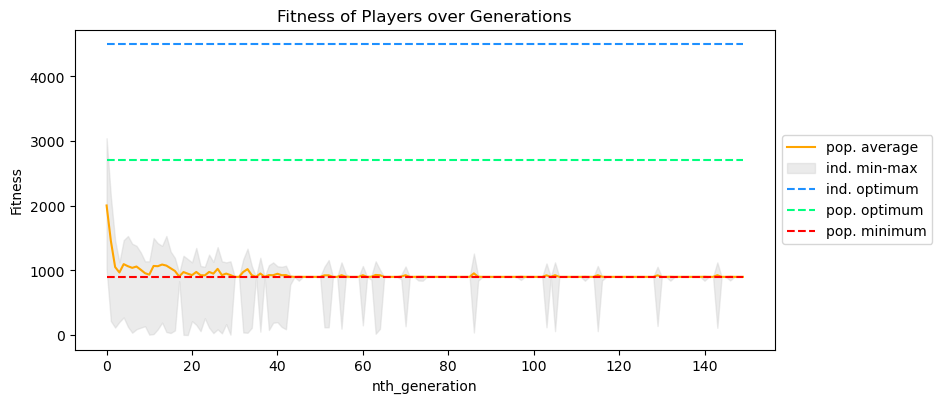 Fitness of Players over Generations
Fitness
4000
3000
2000
1000
0
0 20 40 60 80 100 120 140
nth_generation
pop. average
ind. min-max
ind. optimum
pop. optimum
pop. minimum